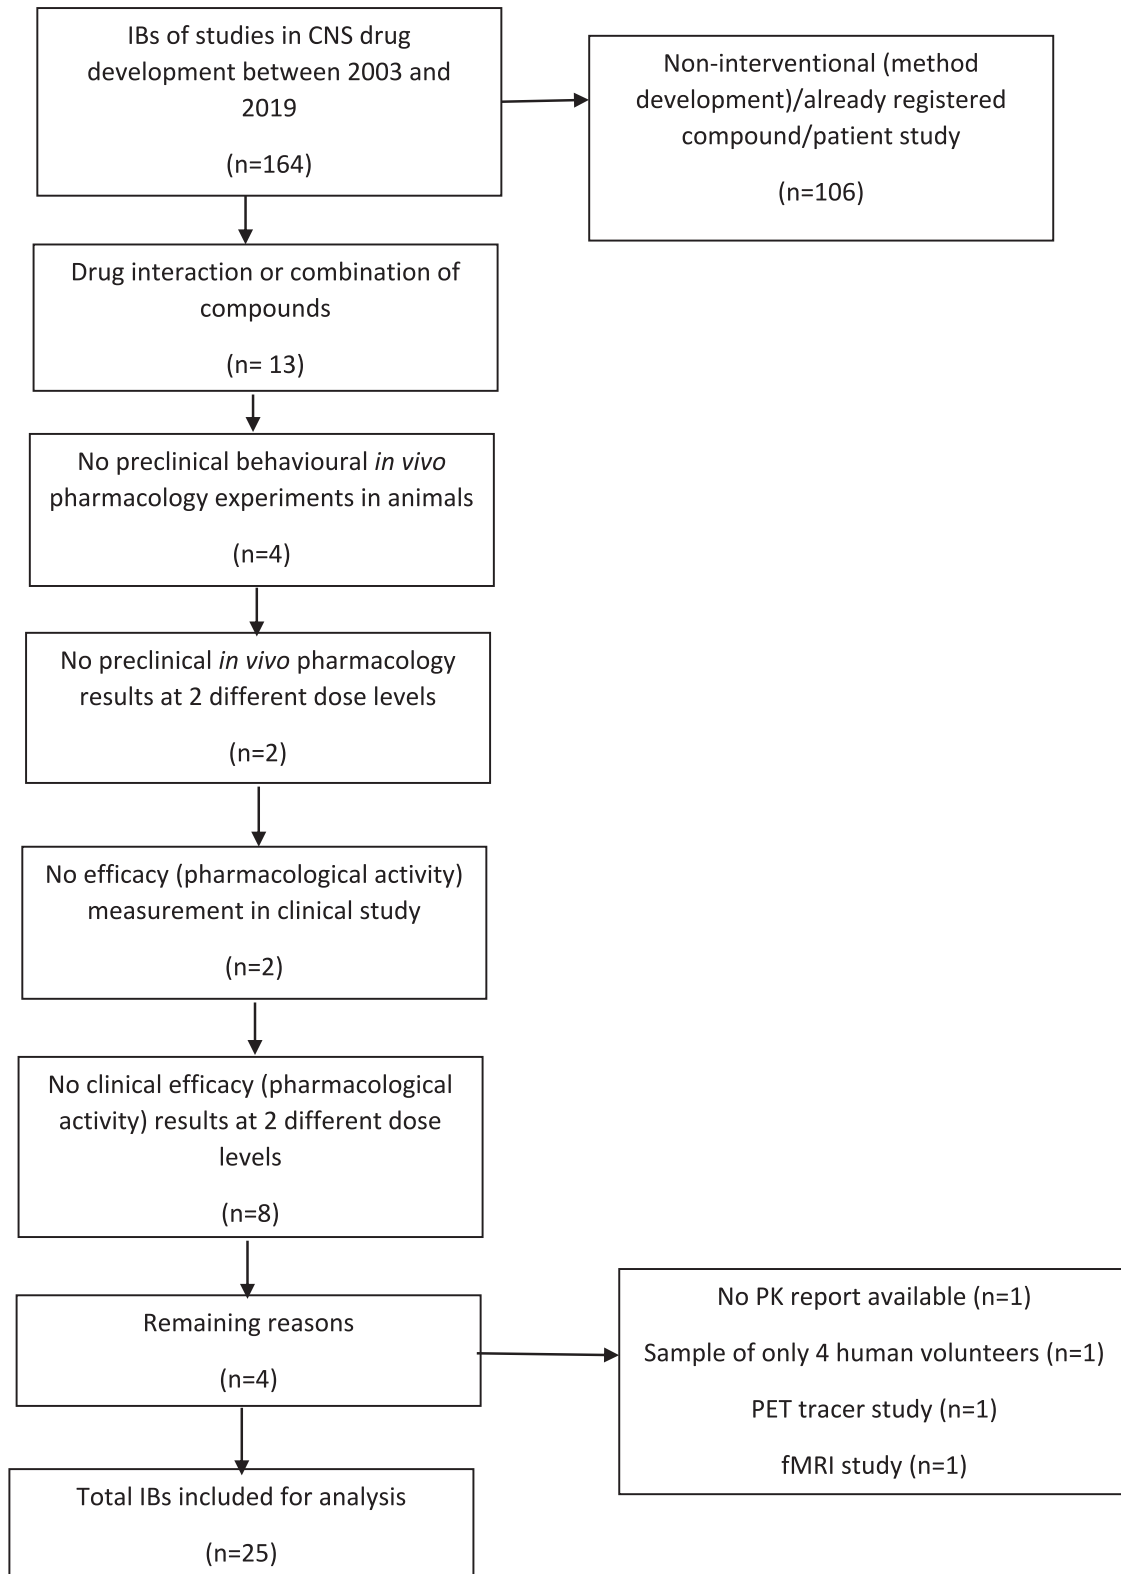 IBs of studies in CNS drug
development between 2003 and
2019
(n=164)
Non-interventional (method
development)/already registered
compound/patient study
(n=106)
Drug interaction or combination of
compounds
(n= 13)
No preclinical behavioural in vivo
pharmacology experiments in animals
(n=4)
No preclinical in vivo pharmacology
results at 2 different dose levels
(n=2)
No efficacy (pharmacological activity)
measurement in clinical study
(n=2)
No clinical efficacy (pharmacological
activity) results at 2 different dose
levels
(n=8)
Remaining reasons
(n=4)
No PK report available (n=1)
Sample of only 4 human volunteers (n=1)
PET tracer study (n=1)
fMRI study (n=1)
Total IBs included for analysis
(n=25)